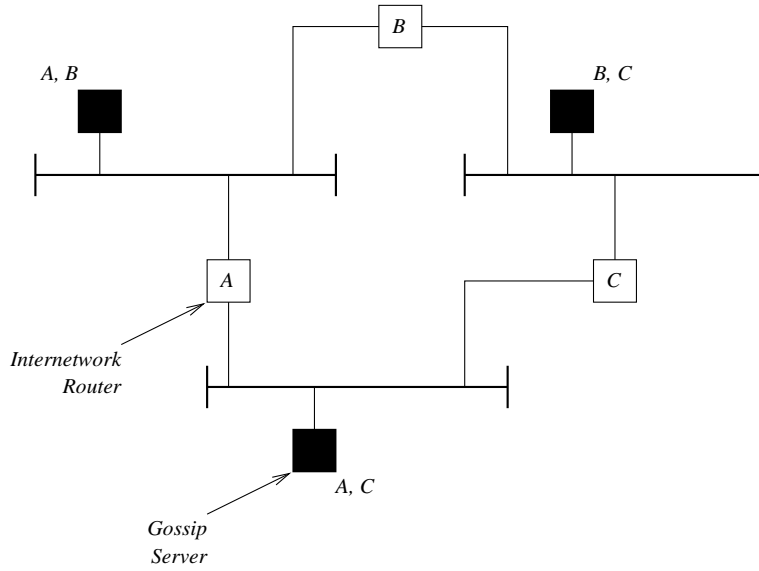 B
A, B
B, C
A
C
Internetwork
Router
A, C
Gossip
Server